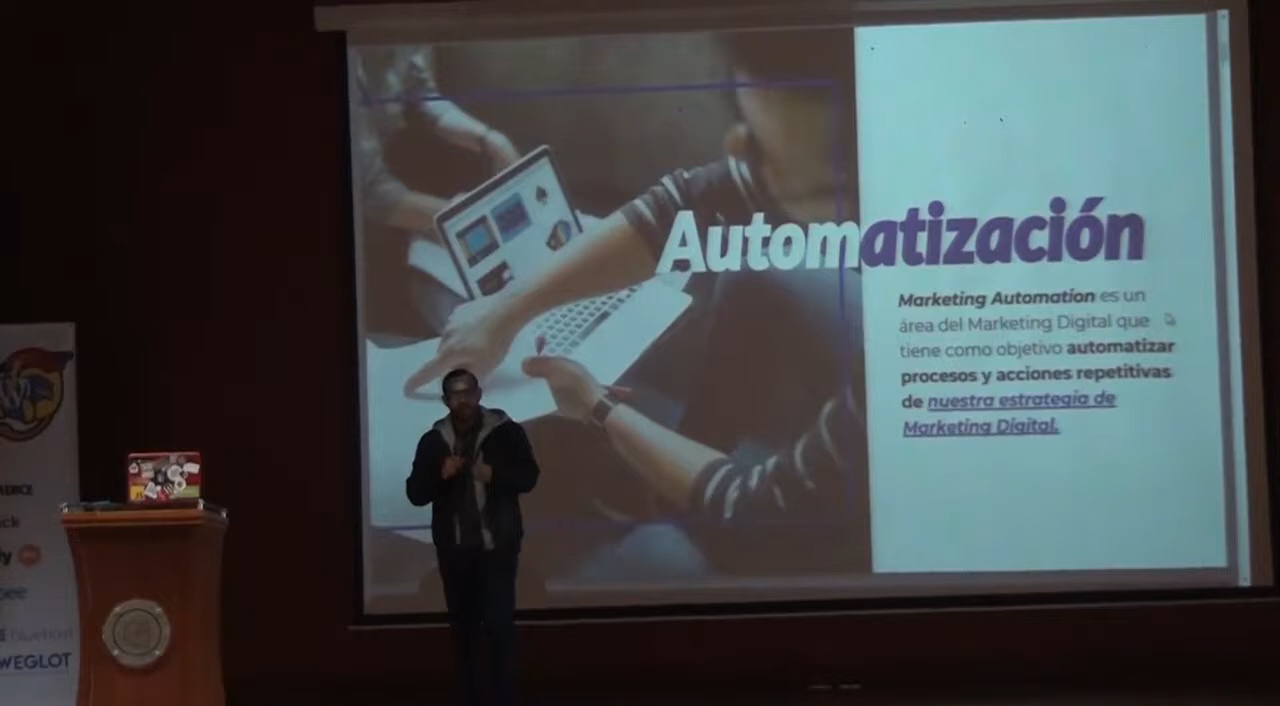 Automatización
Marketing Automation es un
área del Marketing Digital que
tiene como objetivo automatizar
procesos y acciones repetitivas
de nuestra estrategia de
Marketing Digital.
WEGLOT